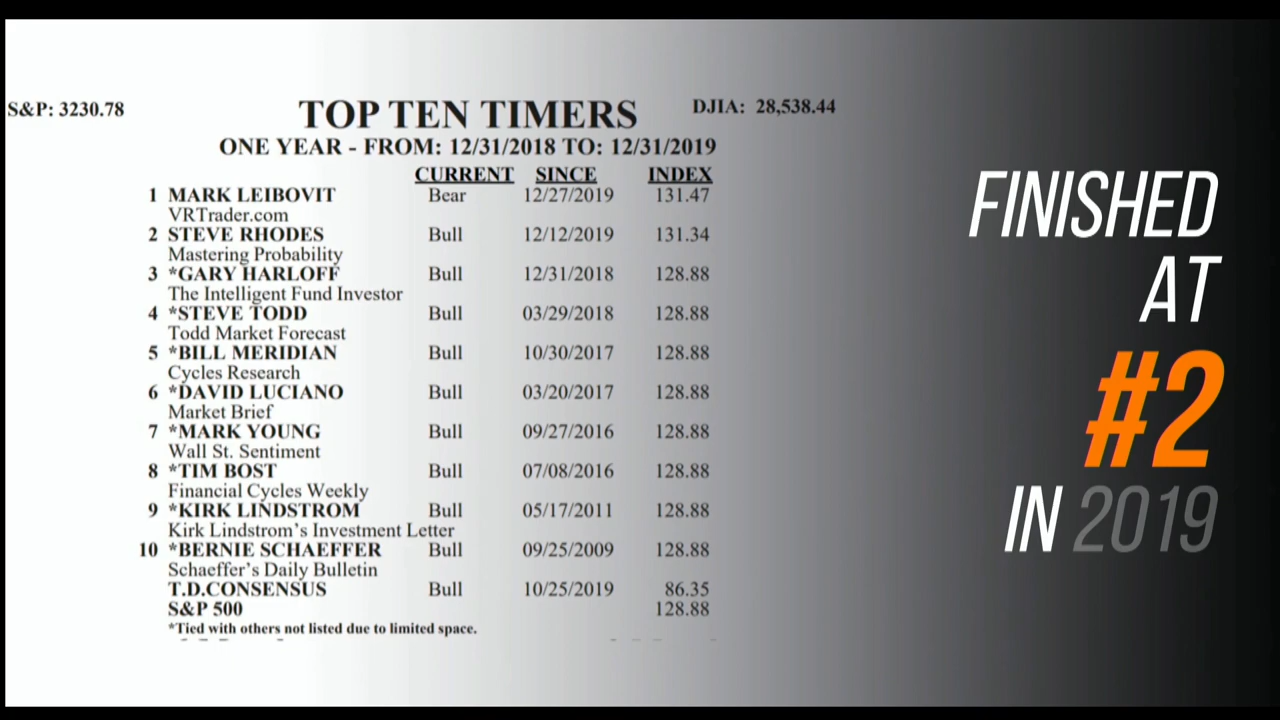 S&P: 3230.78
TOP TEN TIMERS
DJIA: 28,538.44
ONE YEAR - FROM: 12/31/2018 TO: 12/31/2019
CURRENT SINCE INDEX
1 MARK LEIBOVIT Bear 12/27/2019 131.47
VRTrader.com
2 STEVE RHODES Bull 12/12/2019 131.34
Mastering Probability
3 *GARY HARLOFF Bull 12/31/2018 128.88
The Intelligent Fund Investor
4 *STEVE TODD Bull 03/29/2018 128.88
Todd Market Forecast
5 *BILL MERIDIAN Bull 10/30/2017 128.88
Cycles Research
6 *DAVID LUCIANO Bull 03/20/2017 128.88
Market Brief
7 *MARK YOUNG Bull 09/27/2016 128.88
Wall St. Sentiment
8 *TIM BOST Bull 07/08/2016 128.88
Financial Cycles Weekly
9 *KIRK LINDSTROM Bull 05/17/2011 128.88
Kirk Lindstrom's Investment Letter
10 *BERNIE SCHAEFFER Bull 09/25/2009 128.88
Schaeffer's Daily Bulletin
T.D.CONSENSUS Bull 10/25/2019 86.35
S&P 500 128.88
*Tied with others not listed due to limited space.
FINISHED
AT
#2
IN 2019